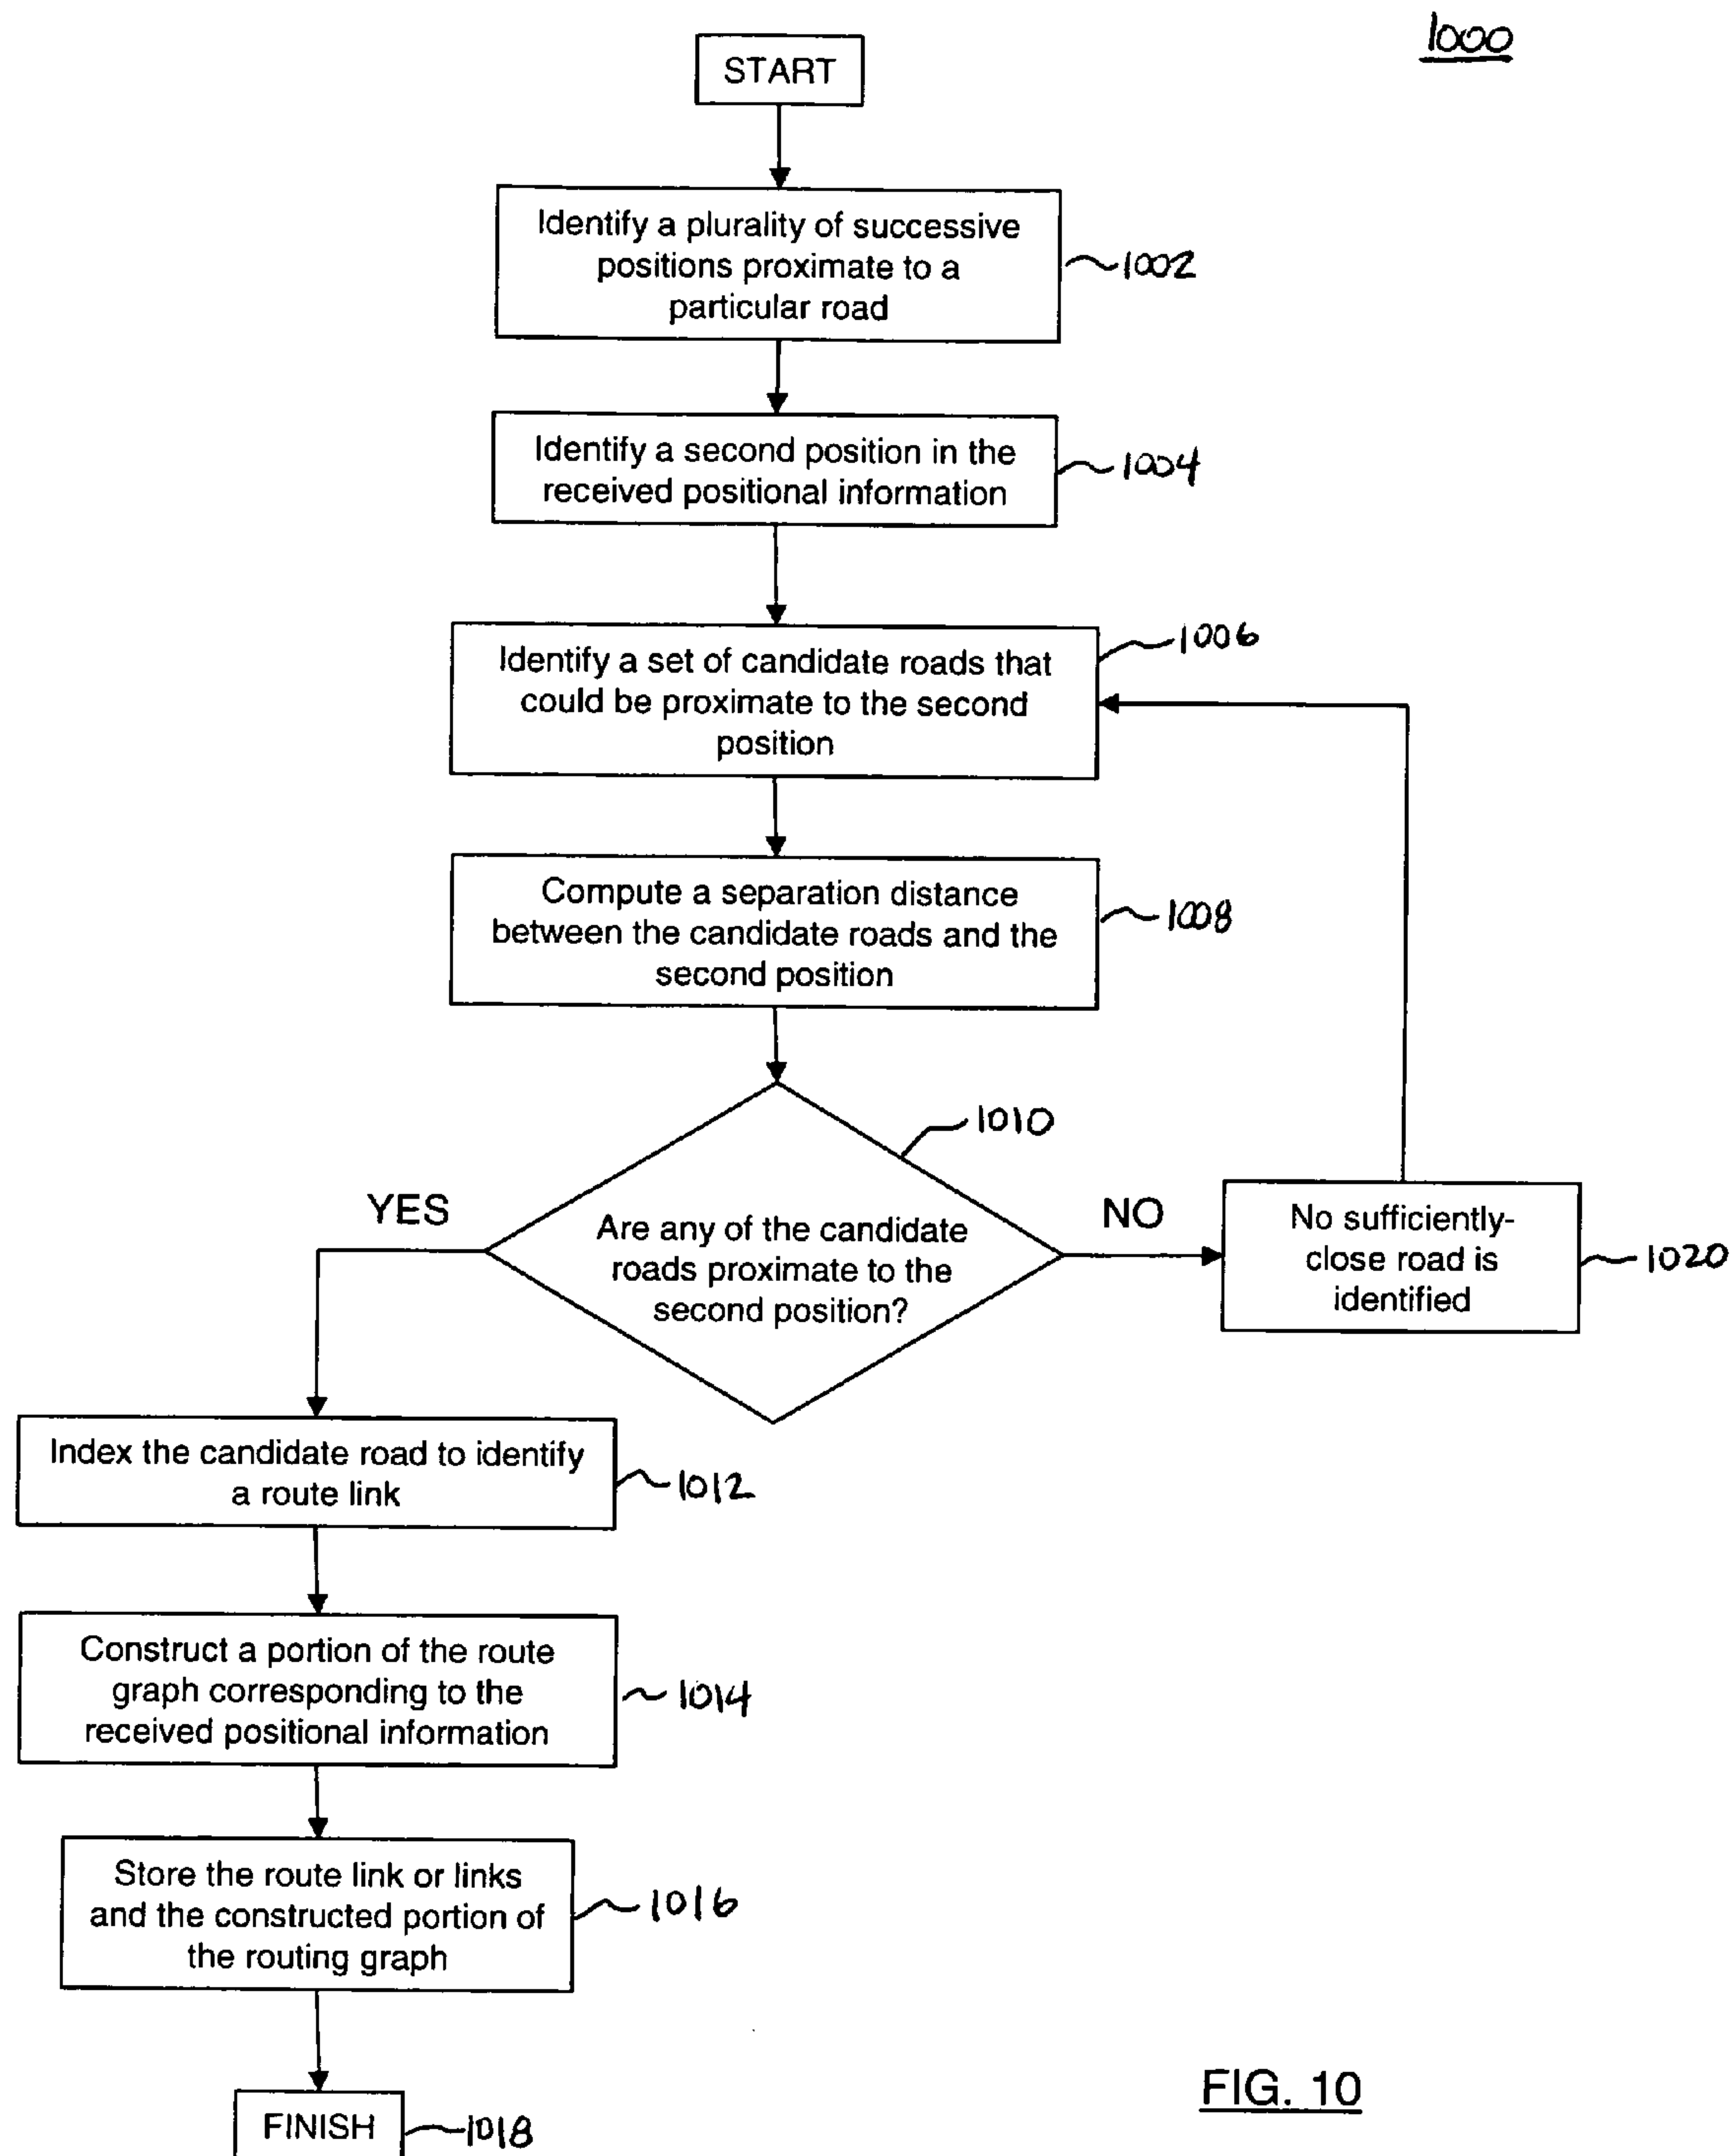 1000
START
Identify a plurality of successive
positions proximate to a
particular road
1002
Identify a second position in the
received positional information
1004
Identify a set of candidate roads that
could be proximate to the second
position
1006
Compute a separation distance
between the candidate roads and the
second position
1008
1010
Are any of the candidate
roads proximate to the
second position?
YES
NO
No sufficiently-
close road is
identified
1020
Index the candidate road to identify
a route link
1012
Construct a portion of the route
graph corresponding to the
received positional information
1014
Store the route link or links
and the constructed portion of
the routing graph
1016
FINISH
1018
FIG. 10